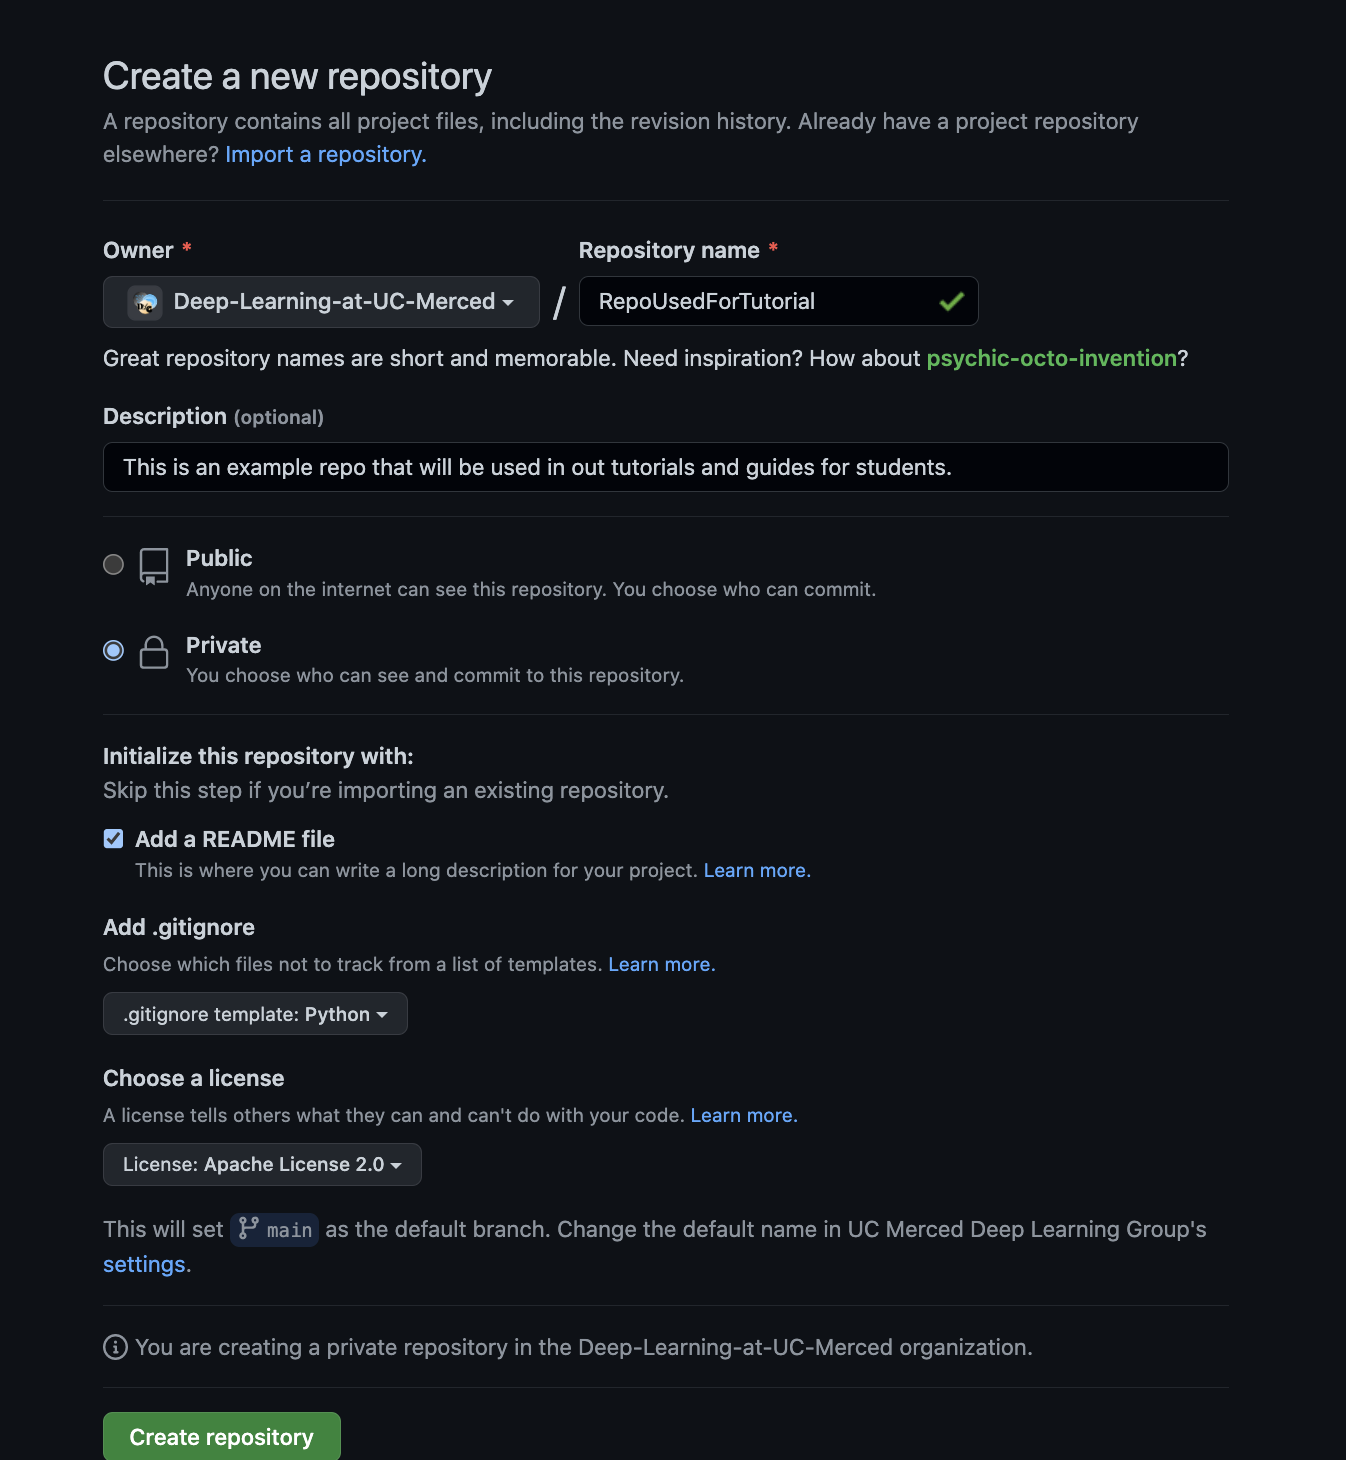 Create a new repository
A repository contains all project files, including the revision history. Already have a project repository
elsewhere? Import a repository.
Owner * Repository name *
Deep-Learning-at-UC-Merced / RepoUsedForTutorial
Great repository names are short and memorable. Need inspiration? How about psychic-octo-invention?
Description (optional)
This is an example repo that will be used in out tutorials and guides for students.
Public
Anyone on the internet can see this repository. You choose who can commit.
Private
You choose who can see and commit to this repository.
Initialize this repository with:
Skip this step if you’re importing an existing repository.
Add a README file
This is where you can write a long description for your project. Learn more.
Add .gitignore
Choose which files not to track from a list of templates. Learn more.
.gitignore template: Python
Choose a license
A license tells others what they can and can't do with your code. Learn more.
License: Apache License 2.0
This will set main as the default branch. Change the default name in UC Merced Deep Learning Group's
settings.
You are creating a private repository in the Deep-Learning-at-UC-Merced organization.
Create repository